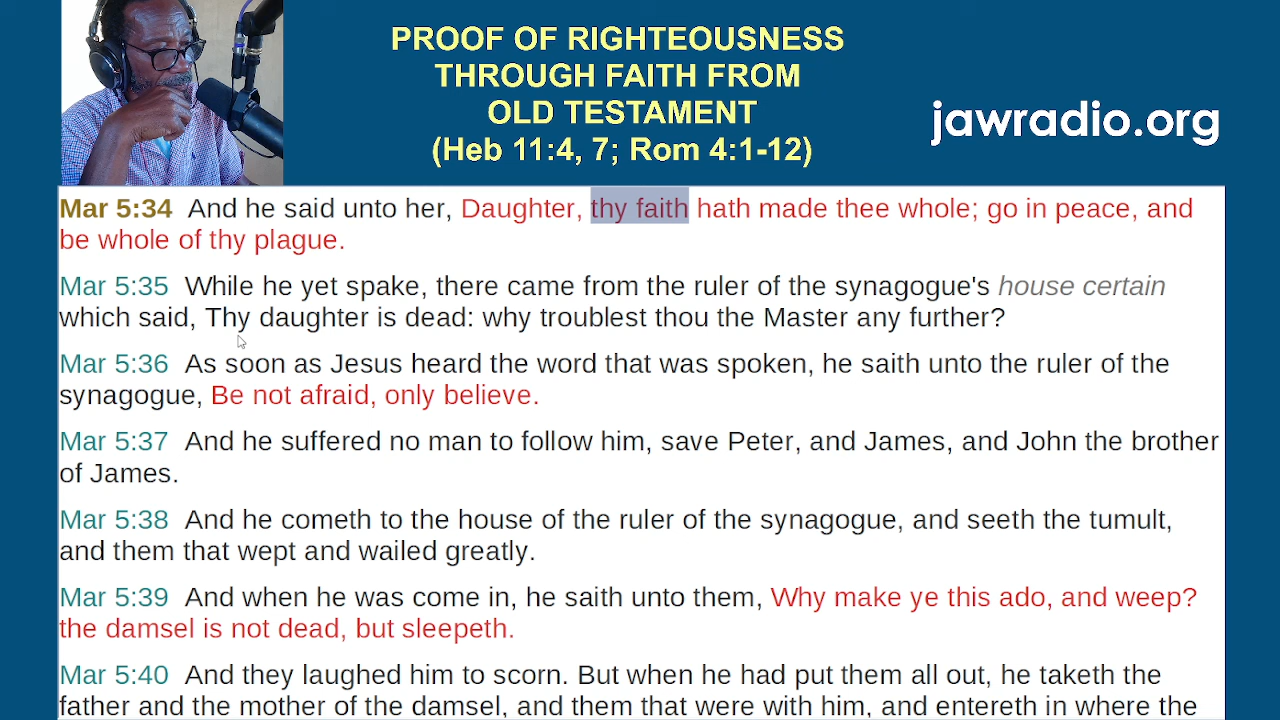 PROOF OF RIGHTEOUSNESS
THROUGH FAITH FROM
OLD TESTAMENT
(Heb 11:4, 7; Rom 4:1-12)
jawradio.org
Mar 5:34 And he said unto her, Daughter, thy faith hath made thee whole; go in peace, and
be whole of thy plague.
Mar 5:35 While he yet spake, there came from the ruler of the synagogue's house certain
which said, Thy daughter is dead: why troublest thou the Master any further?
Mar 5:36 As soon as Jesus heard the word that was spoken, he saith unto the ruler of the
synagogue, Be not afraid, only believe.
Mar 5:37 And he suffered no man to follow him, save Peter, and James, and John the brother
of James.
Mar 5:38 And he cometh to the house of the ruler of the synagogue, and seeth the tumult,
and them that wept and wailed greatly.
Mar 5:39 And when he was come in, he saith unto them, Why make ye this ado, and weep?
the damsel is not dead, but sleepeth.
Mar 5:40 And they laughed him to scorn. But when he had put them all out, he taketh the
father and the mother of the damsel, and them that were with him, and entereth in where the